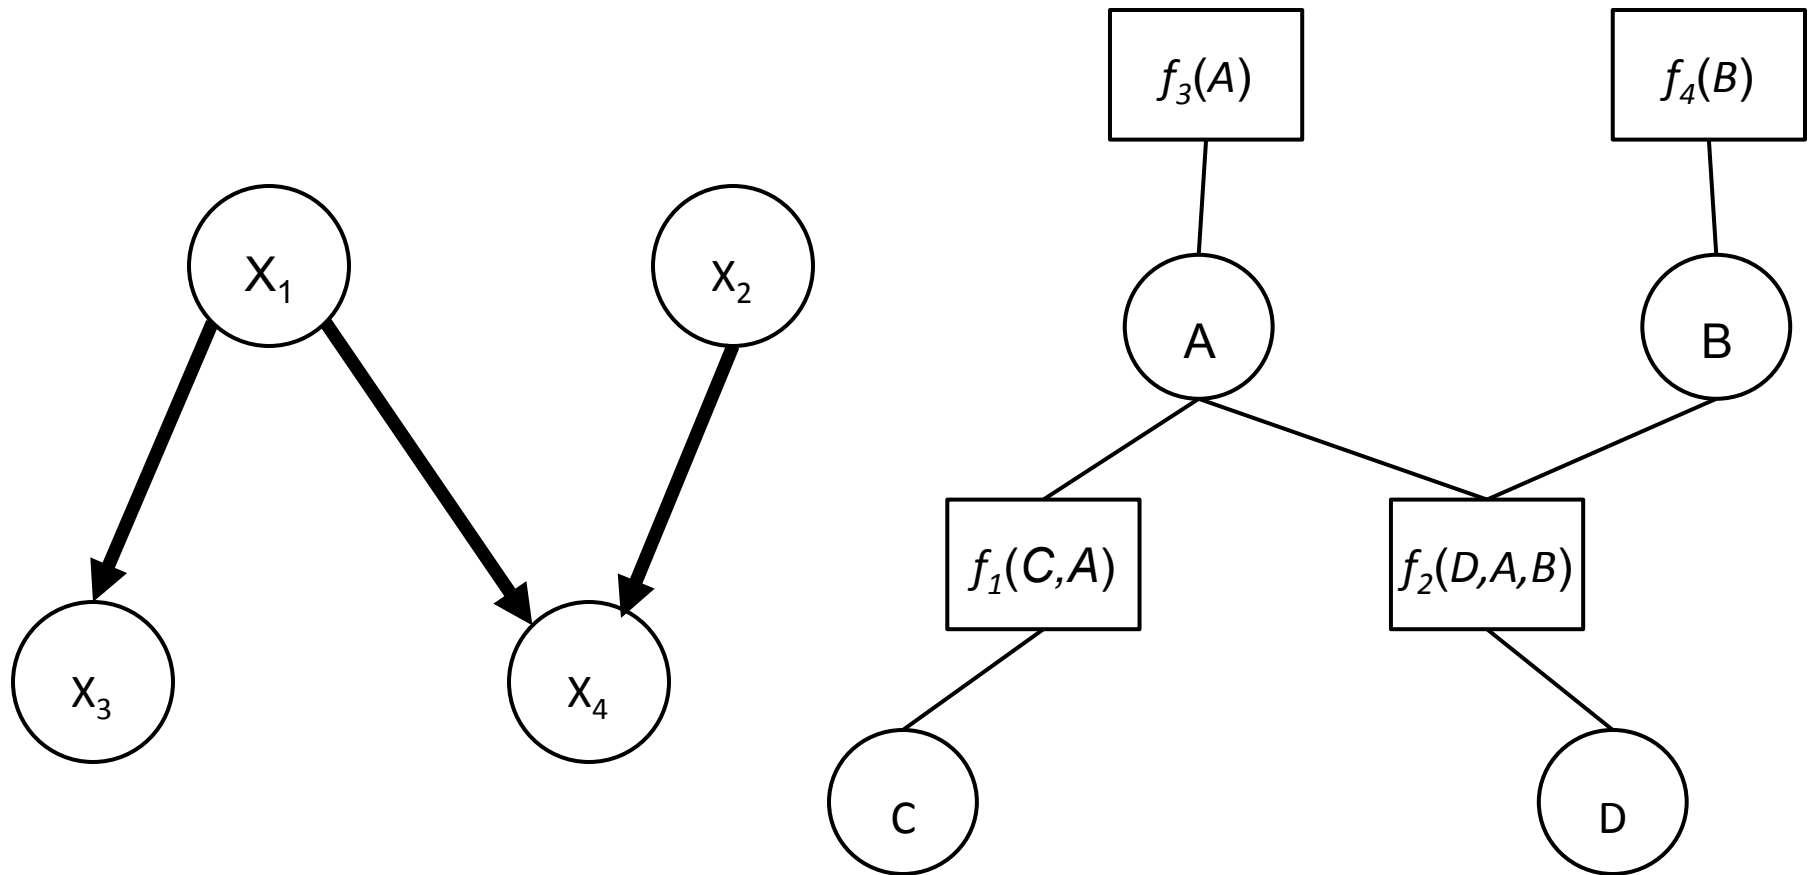 f₃(A)
f₄(B)
X₁
X₂
A
B
f₁(C,A)
f₂(D,A,B)
X₃
X₄
C
D